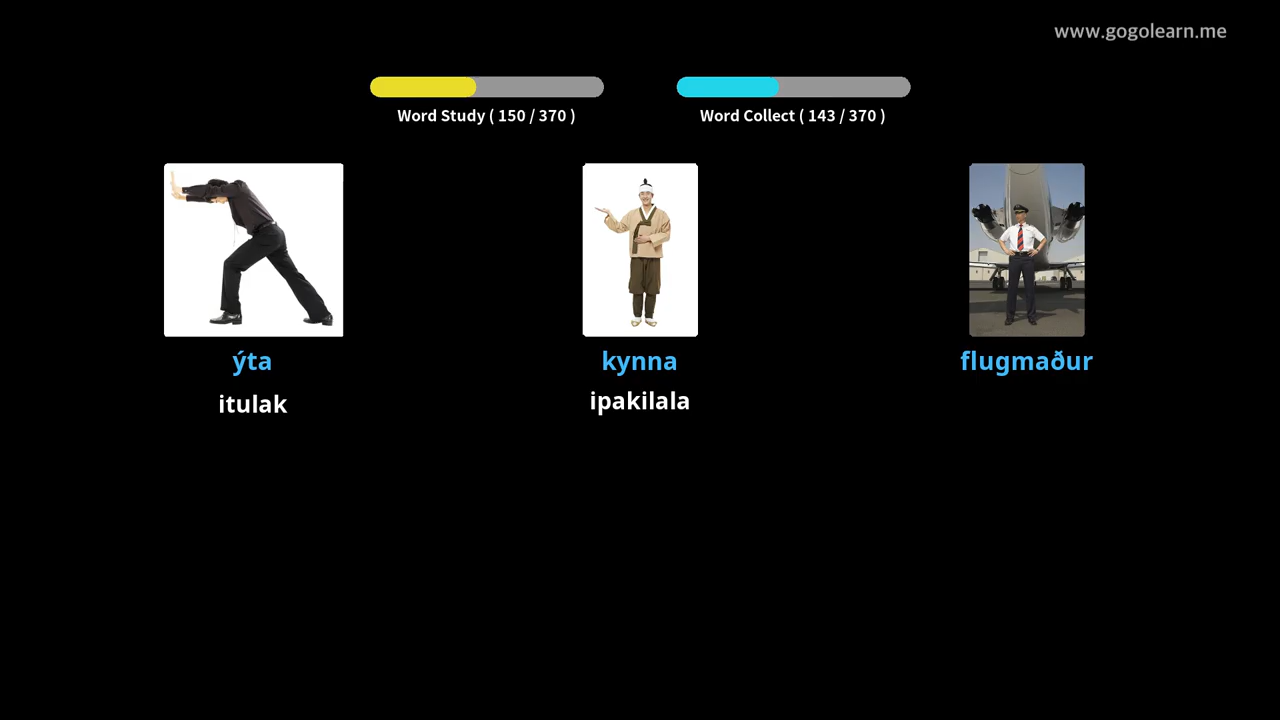 www.gogolearn.me
Word Study ( 150 / 370 )
Word Collect ( 143 / 370 )
ýta
kynna
flugmaður
itulak
ipakilala